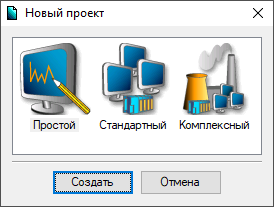 Новый проект
Простой Стандартный Комплексный
Создать Отмена